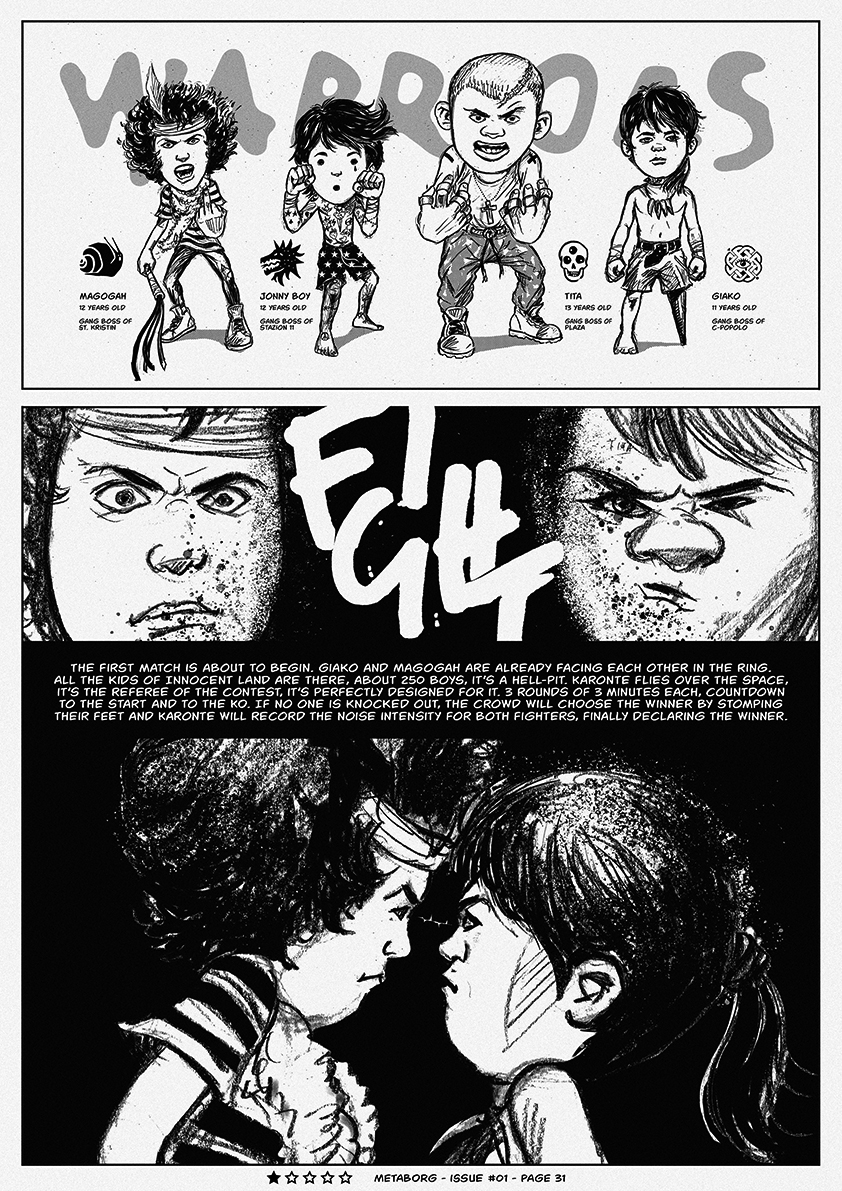 WARRIORS
MAGOGAH
12 YEARS OLD
GANG BOSS OF
ST. KRISTIN
JONNY BOY
12 YEARS OLD
GANG BOSS OF
STAZION 11
TITA
13 YEARS OLD
GANG BOSS OF
PLAZA
GIAKO
11 YEARS OLD
GANG BOSS OF
C-POPOLO
FI
GHT
THE FIRST MATCH IS ABOUT TO BEGIN. GIAKO AND MAGOGAH ARE ALREADY FACING EACH OTHER IN THE RING.
ALL THE KIDS OF INNOCENT LAND ARE THERE, ABOUT 250 BOYS, IT'S A HELL-PIT. KARONTE FLIES OVER THE SPACE,
IT'S THE REFEREE OF THE CONTEST, IT'S PERFECTLY DESIGNED FOR IT. 3 ROUNDS OF 3 MINUTES EACH, COUNTDOWN
TO THE START AND TO THE KO. IF NO ONE IS KNOCKED OUT, THE CROWD WILL CHOOSE THE WINNER BY STOMPING
THEIR FEET AND KARONTE WILL RECORD THE NOISE INTENSITY FOR BOTH FIGHTERS, FINALLY DECLARING THE WINNER.
METABORG - ISSUE #01 - PAGE 31